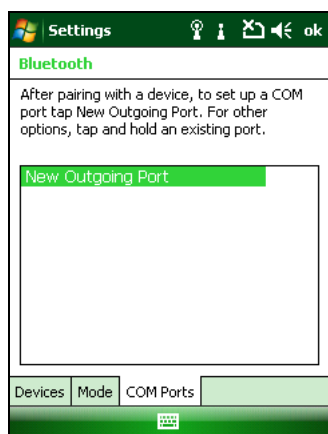 Settings
ok
Bluetooth
After pairing with a device, to set up a COM
port tap New Outgoing Port. For other
options, tap and hold an existing port.
New Outgoing Port
Devices Mode COM Ports